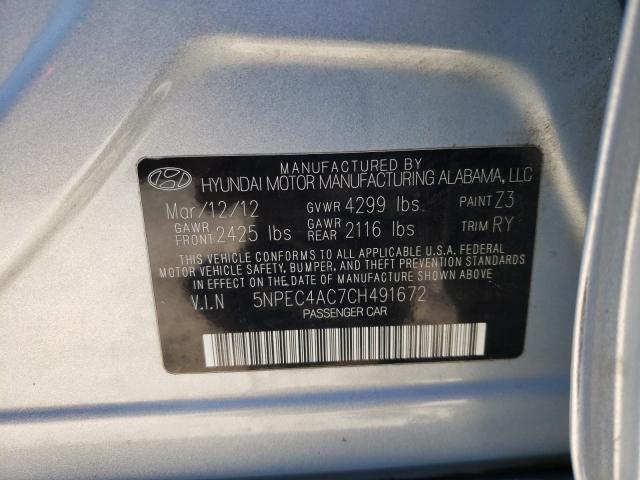 MANUFACTURED BY
HYUNDAI MOTOR MANUFACTURING ALABAMA, LLC
Mar/12/12 GVWR 4299 lbs. PAINT Z3
GAWR FRONT 2425 lbs GAWR REAR 2116 lbs TRIM RY
THIS VEHICLE CONFORMS TO ALL APPLICABLE U.S.A. FEDERAL
MOTOR VEHICLE SAFETY, BUMPER, AND THEFT PREVENTION STANDARDS
IN EFFECT ON THE DATE OF MANUFACTURE SHOWN ABOVE.
V.I.N 5NPEC4AC7CH491672
PASSENGER CAR